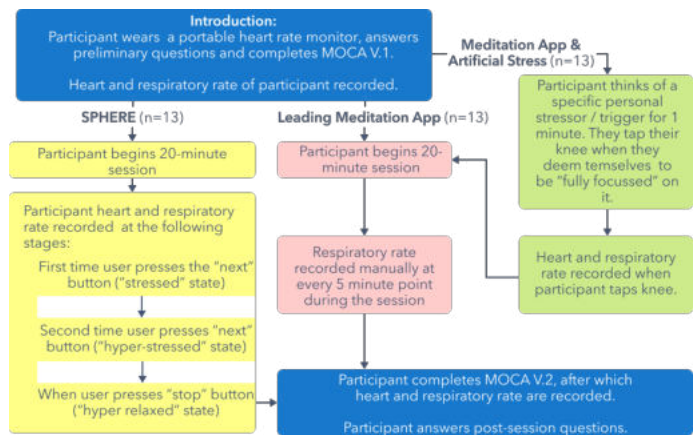 Introduction:
Participant wears a portable heart rate monitor, answers
preliminary questions and completes MOCA V.1.
Heart and respiratory rate of participant recorded.
Meditation App &
Artificial Stress (n=13)
SPHERE (n=13)
Leading Meditation App (n=13)
Participant begins 20-minute
session
Participant begins 20-
minute session
Participant thinks of a
specific personal
stressor / trigger for 1
minute. They tap their
knee when they
deem temselves to
be "fully focussed" on
it.
Participant heart and respiratory
rate recorded at the following
stages:
First time user presses the "next"
button ("stressed" state)
Second time user presses "next"
button ("hyper-stressed" state)
When user presses "stop" button
("hyper relaxed" state)
Respiratory rate
recorded manually at
every 5 minute point
during the session
Heart and respiratory
rate recorded when
participant taps knee.
Participant completes MOCA V.2, after which
heart and respiratory rate are recorded.
Participant answers post-session questions.